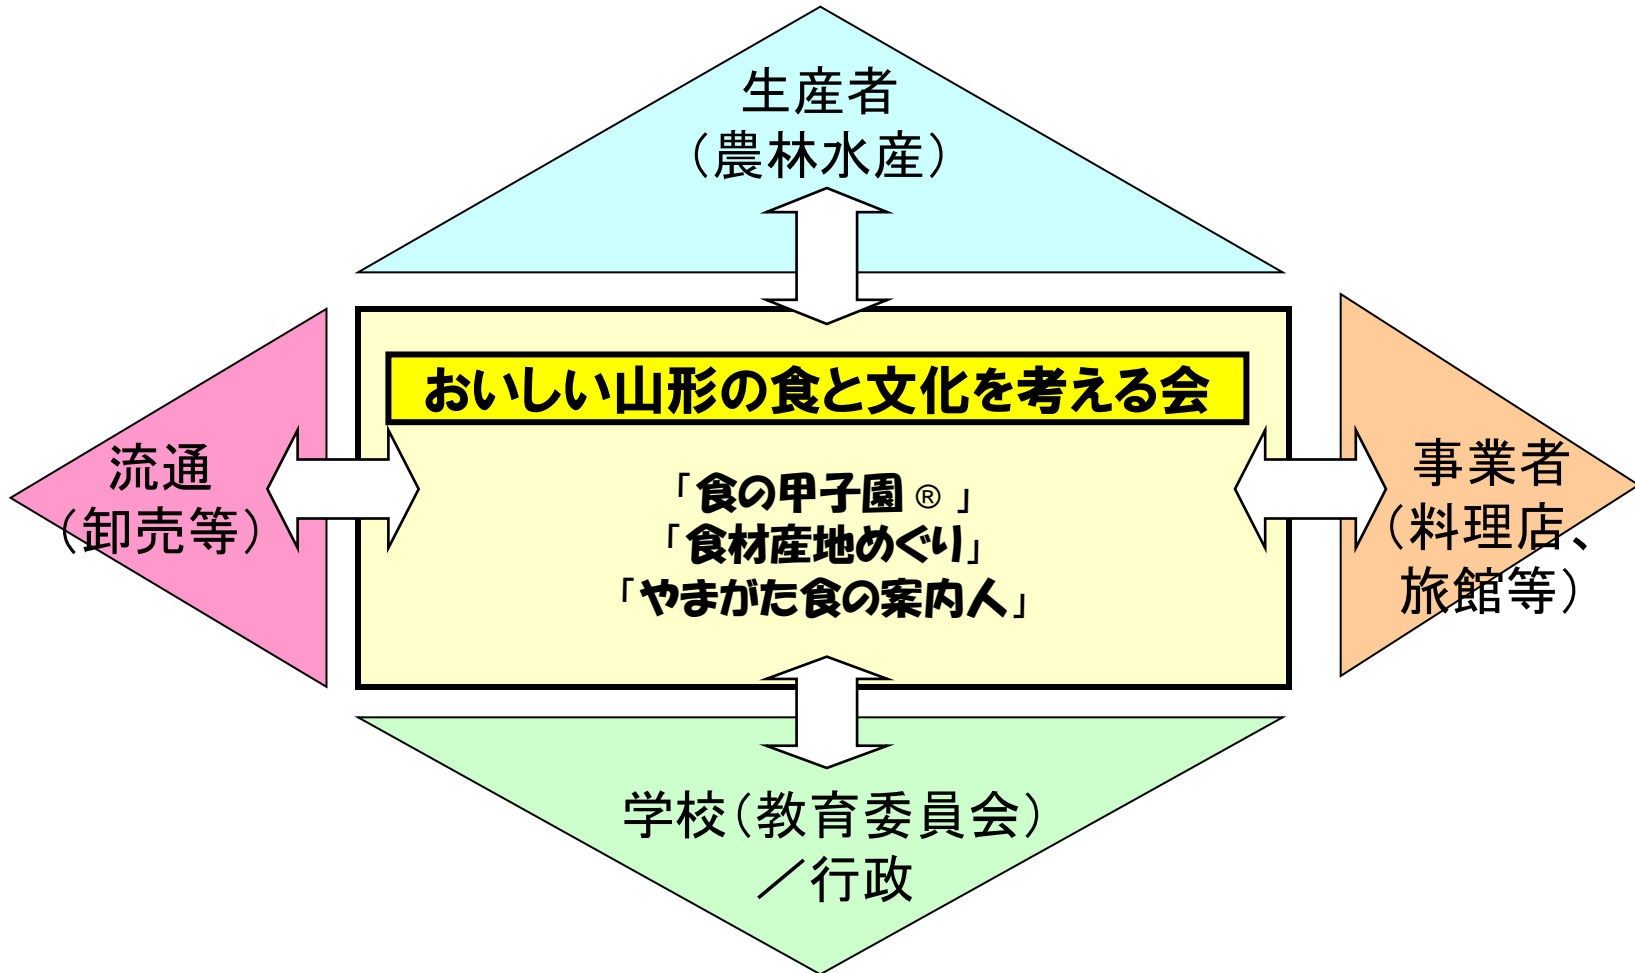 生産者
（農林水産）
おいしい山形の食と文化を考える会
流通
（卸売等）
「食の甲子園®」
「食材産地めぐり」
「やまがた食の案内人」
事業者
（料理店、
旅館等）
学校（教育委員会）
／行政